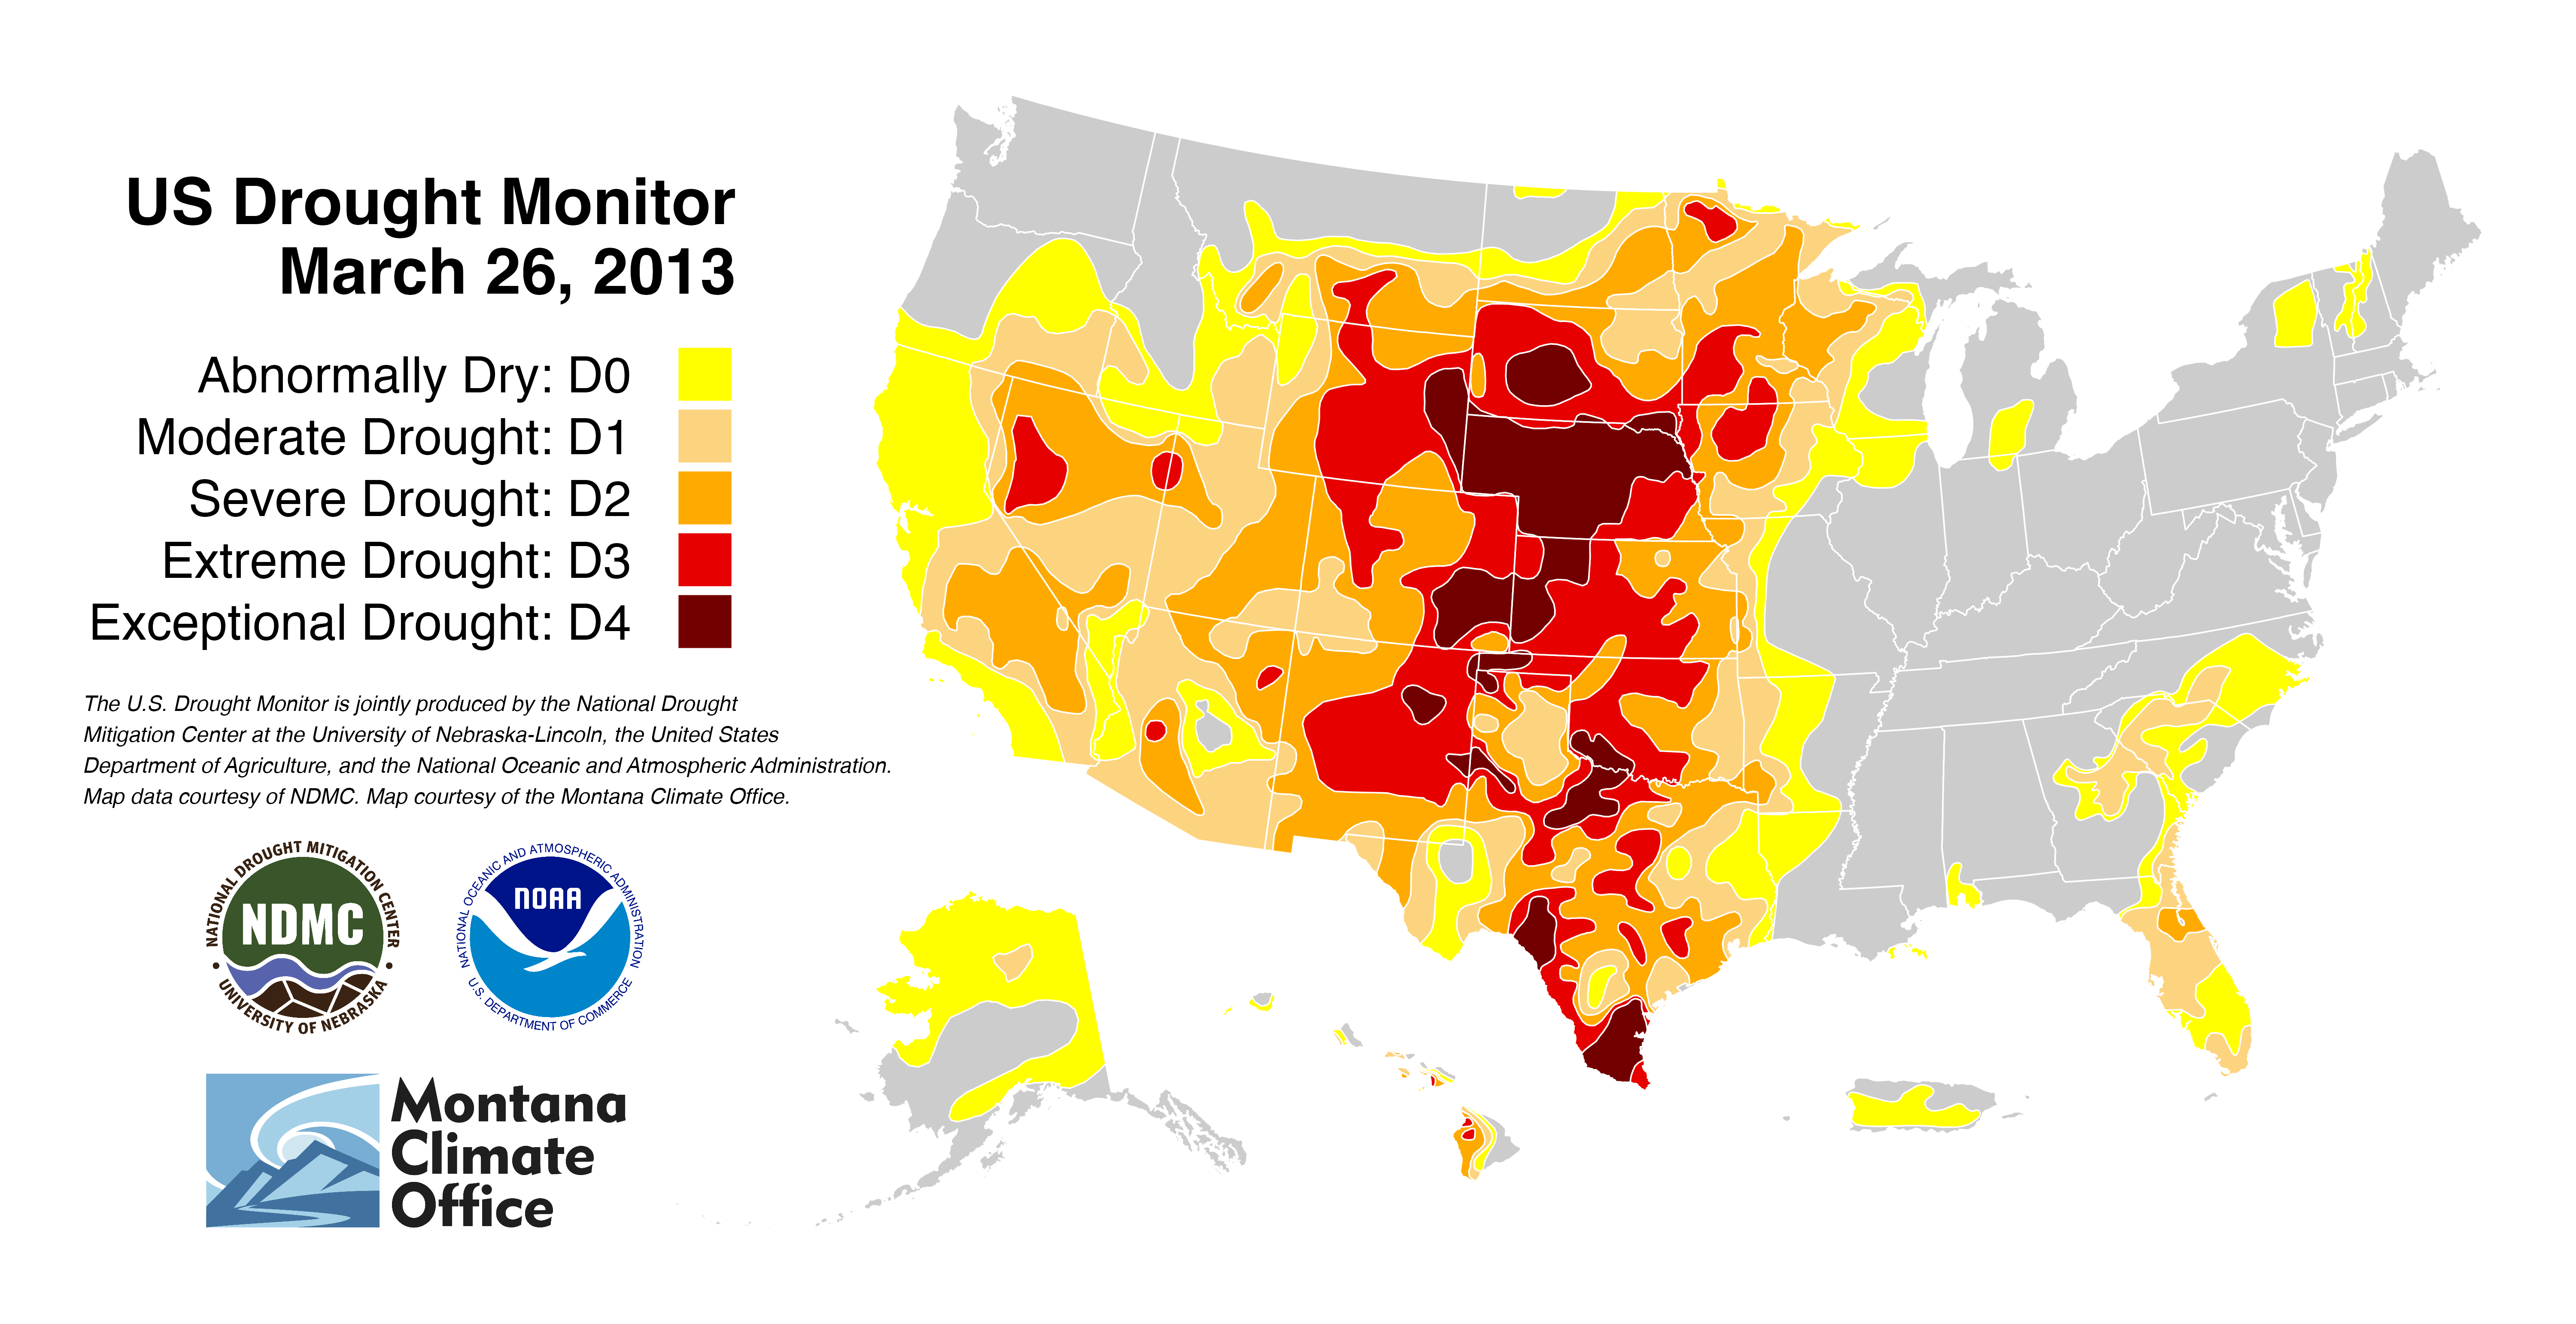 US Drought Monitor
March 26, 2013
Abnormally Dry: D0
Moderate Drought: D1
Severe Drought: D2
Extreme Drought: D3
Exceptional Drought: D4
The U.S. Drought Monitor is jointly produced by the National Drought
Mitigation Center at the University of Nebraska-Lincoln, the United States
Department of Agriculture, and the National Oceanic and Atmospheric Administration.
Map data courtesy of NDMC. Map courtesy of the Montana Climate Office.
NATIONAL DROUGHT MITIGATION CENTER
NDMC
• UNIVERSITY OF NEBRASKA •
NATIONAL OCEANIC AND ATMOSPHERIC ADMINISTRATION
NOAA
U.S. DEPARTMENT OF COMMERCE
Montana
Climate
Office